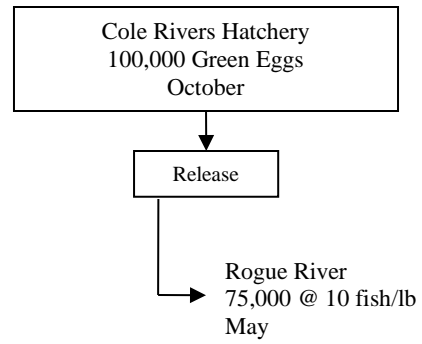 Cole Rivers Hatchery
100,000 Green Eggs
October
Release
Rogue River
75,000 @ 10 fish/lb
May